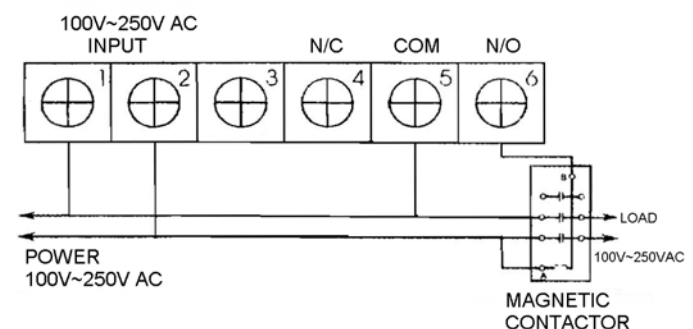 100V~250V AC
INPUT
N/C
COM
N/O
1
2
3
4
5
6
B
LOAD
POWER
100V~250V AC
100V~250VAC
A
MAGNETIC
CONTACTOR